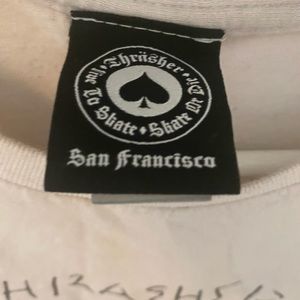 Thrasher
Live To Skate • Skate Or Die
San Francisco